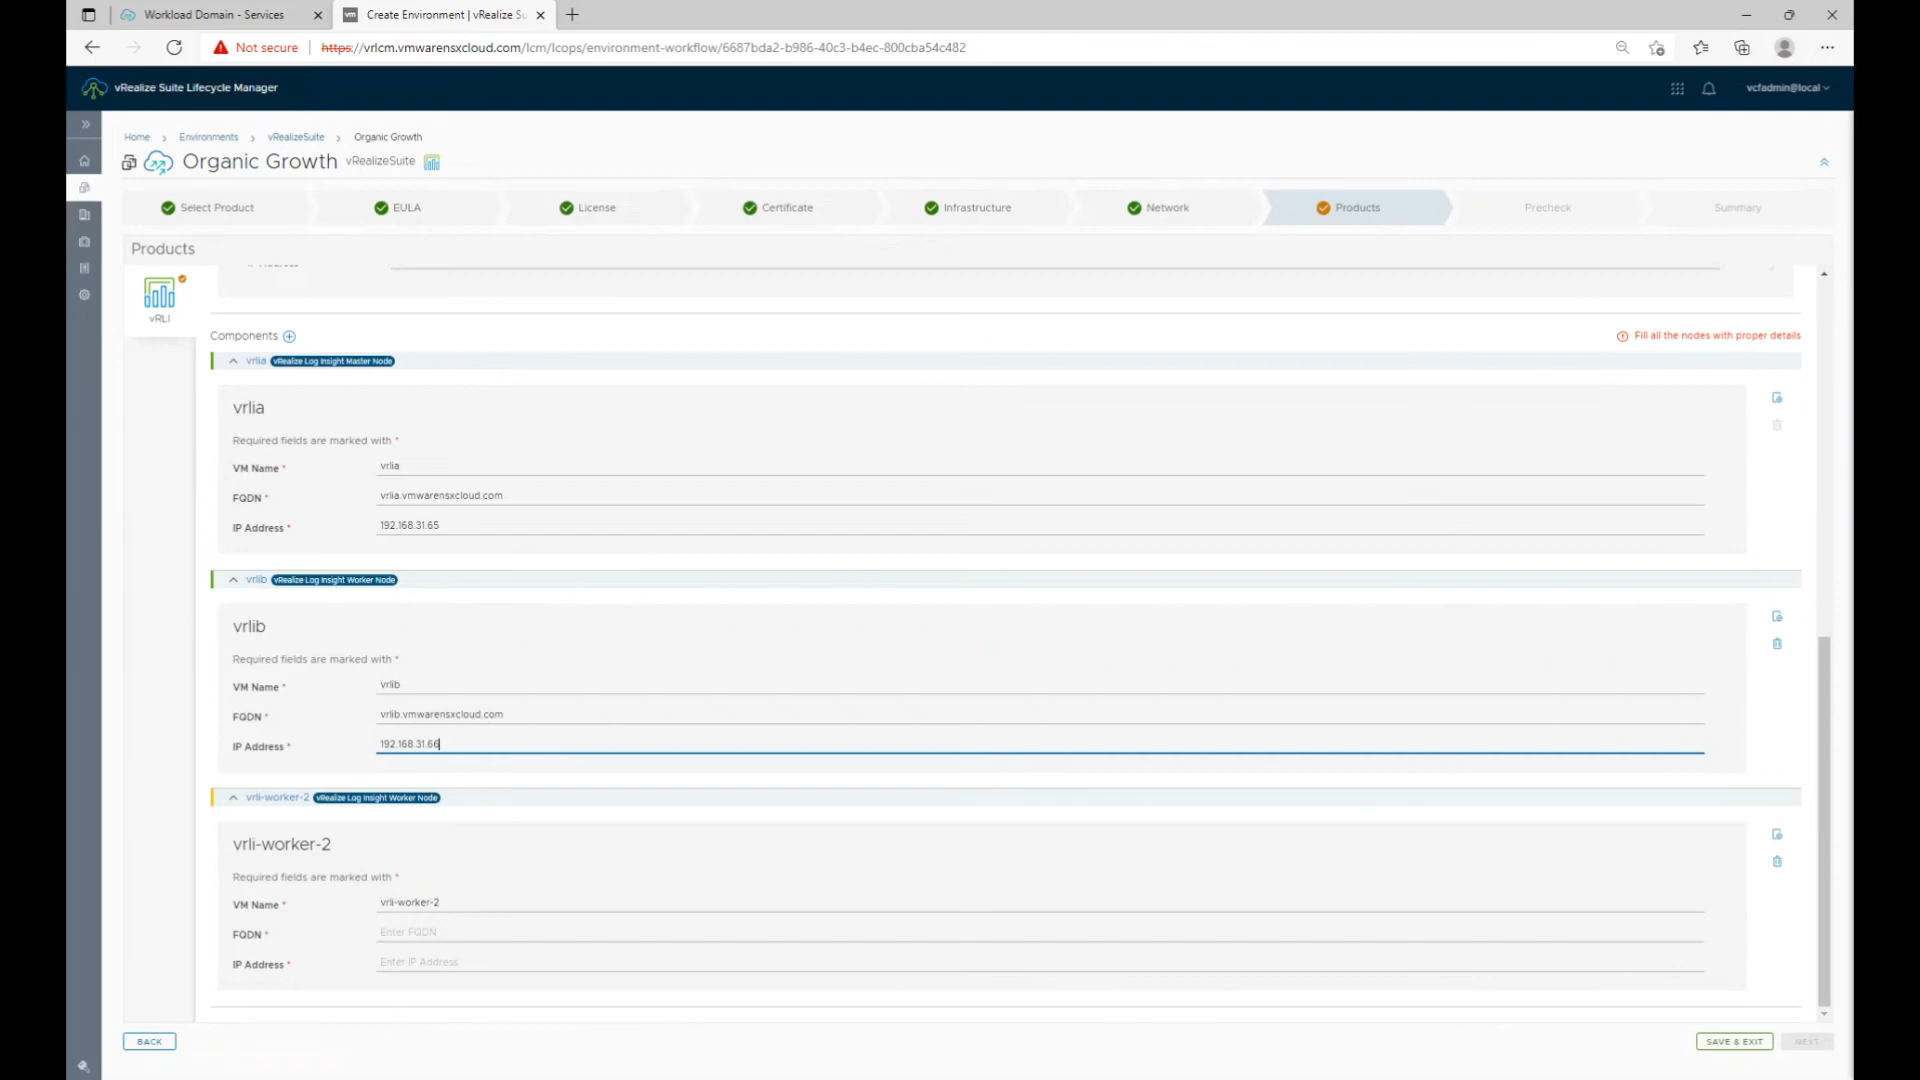 Workload Domain - Services
Create Environment | vRealize Su
Not secure
https://vrlcm.vmwarensxcloud.com/lcm/lcops/environment-workflow/6687bda2-b986-40c3-b4ec-800cba54c482
vm
vRealize Suite Lifecycle Manager
vcfadmin@local
Home
Environments
vRealizeSuite
Organic Growth
Organic Growth
vRealizeSuite
Select Product
EULA
License
Certificate
Infrastructure
Network
Products
Precheck
Summary
Products
vRLI
Components
Fill all the nodes with proper details
vrlia
vRealize Log Insight Master Node
vrlia
Required fields are marked with *
VM Name *
vrlia
FQDN *
vrlia.vmwarensxcloud.com
IP Address *
192.168.31.65
vrlib
vRealize Log Insight Worker Node
vrlib
Required fields are marked with *
VM Name *
vrlib
FQDN *
vrlib.vmwarensxcloud.com
IP Address *
192.168.31.66
vrli-worker-2
vRealize Log Insight Worker Node
vrli-worker-2
Required fields are marked with *
VM Name *
vrli-worker-2
FQDN *
Enter FQDN
IP Address *
Enter IP Address
BACK
SAVE & EXIT
NEXT